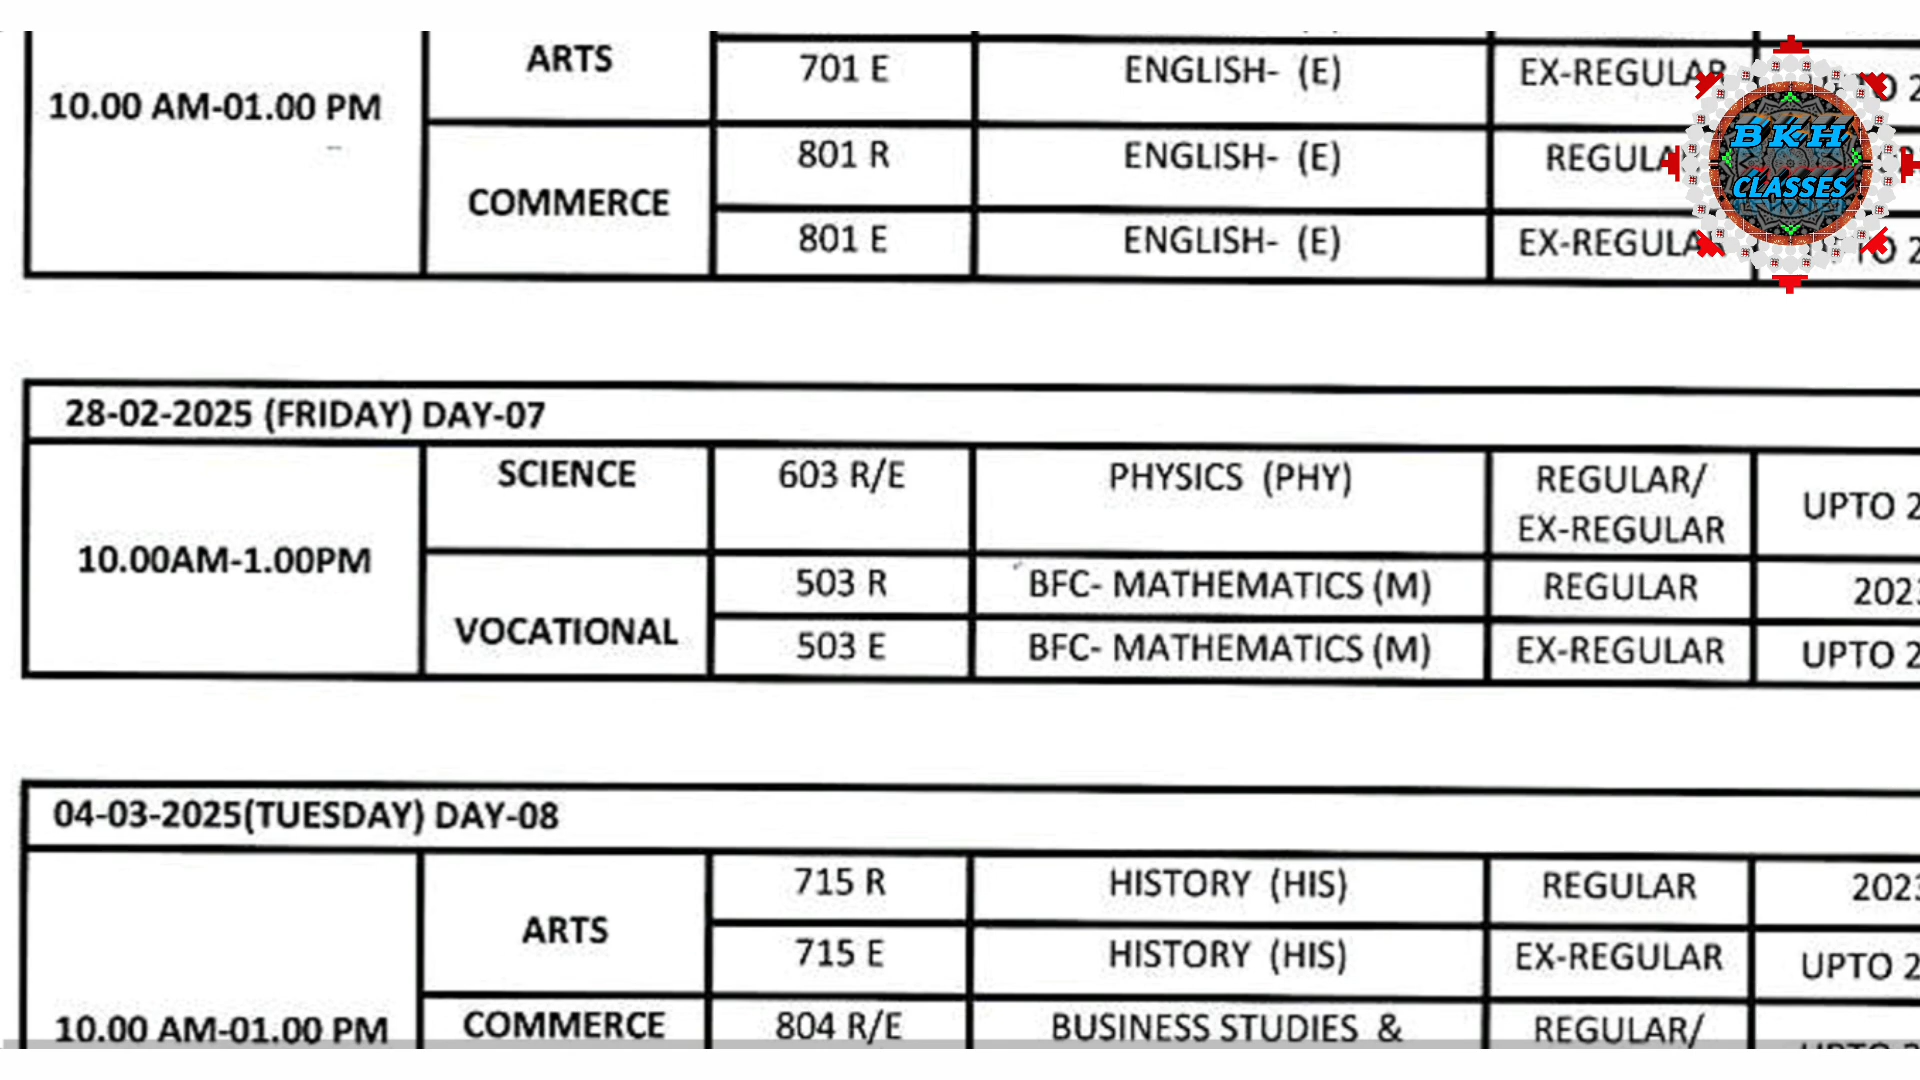 ARTS
701 E ENGLISH- (E) EX-REGULAR
10.00 AM-01.00 PM
801 R ENGLISH- (E)
COMMERCE
801 E ENGLISH- (E)
BKH
CLASSES
28-02-2025 (FRIDAY) DAY-07
SCIENCE 603 R/E PHYSICS (PHY) REGULAR/
EX-REGULAR
UPTO
10.00AM-1.00PM
503 R BFC- MATHEMATICS (M) REGULAR
VOCATIONAL
503 E BFC- MATHEMATICS (M) EX-REGULAR UPTO
04-03-2025(TUESDAY) DAY-08
715 R HISTORY (HIS) REGULAR
ARTS
715 E HISTORY (HIS) EX-REGULAR UPTO
10.00 AM-01.00 PM
COMMERCE 804 R/E BUSINESS STUDIES & REGULAR/